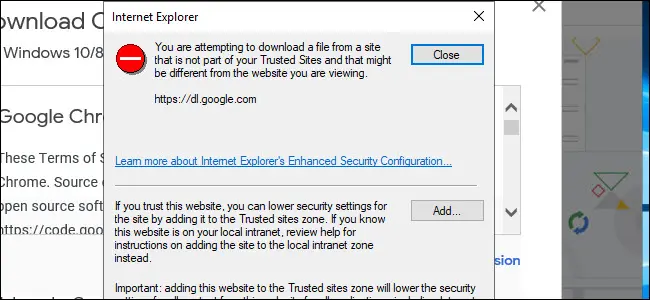 ownload C
Internet Explorer
Windows 10/8
You are attempting to download a file from a site
that is not part of your Trusted Sites and that might
be different from the website you are viewing.
Close
https://dl.google.com
Google Chro
These Terms of S
Chrome. Source
open source soft
https://code.goo
Learn more about Internet Explorer's Enhanced Security Configuration...
If you trust this website, you can lower security settings
for the site by adding it to the Trusted sites zone. If you know
this website is on your local intranet, review help for
instructions on adding the site to the local intranet zone
instead.
Add...
sion
Important: adding this website to the Trusted sites zone will lower the security